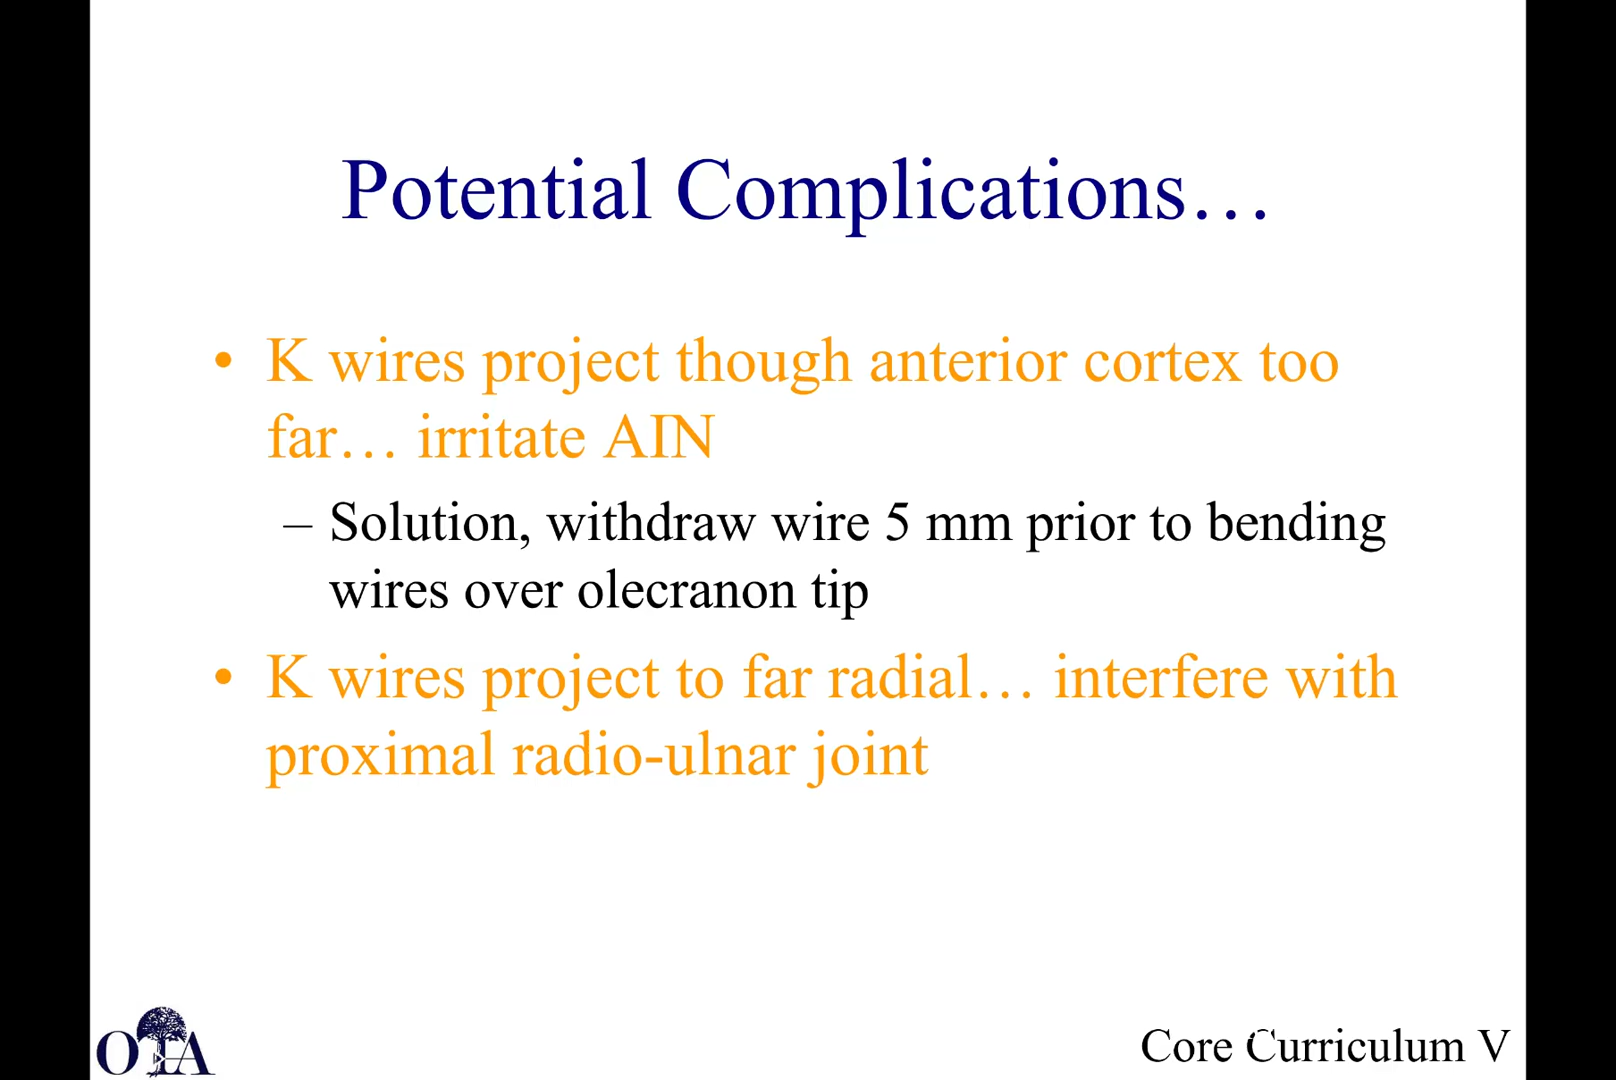 Potential Complications…
• K wires project though anterior cortex too
far… irritate AIN
– Solution, withdraw wire 5 mm prior to bending
wires over olecranon tip
• K wires project to far radial… interfere with
proximal radio-ulnar joint
OTA
Core Curriculum V